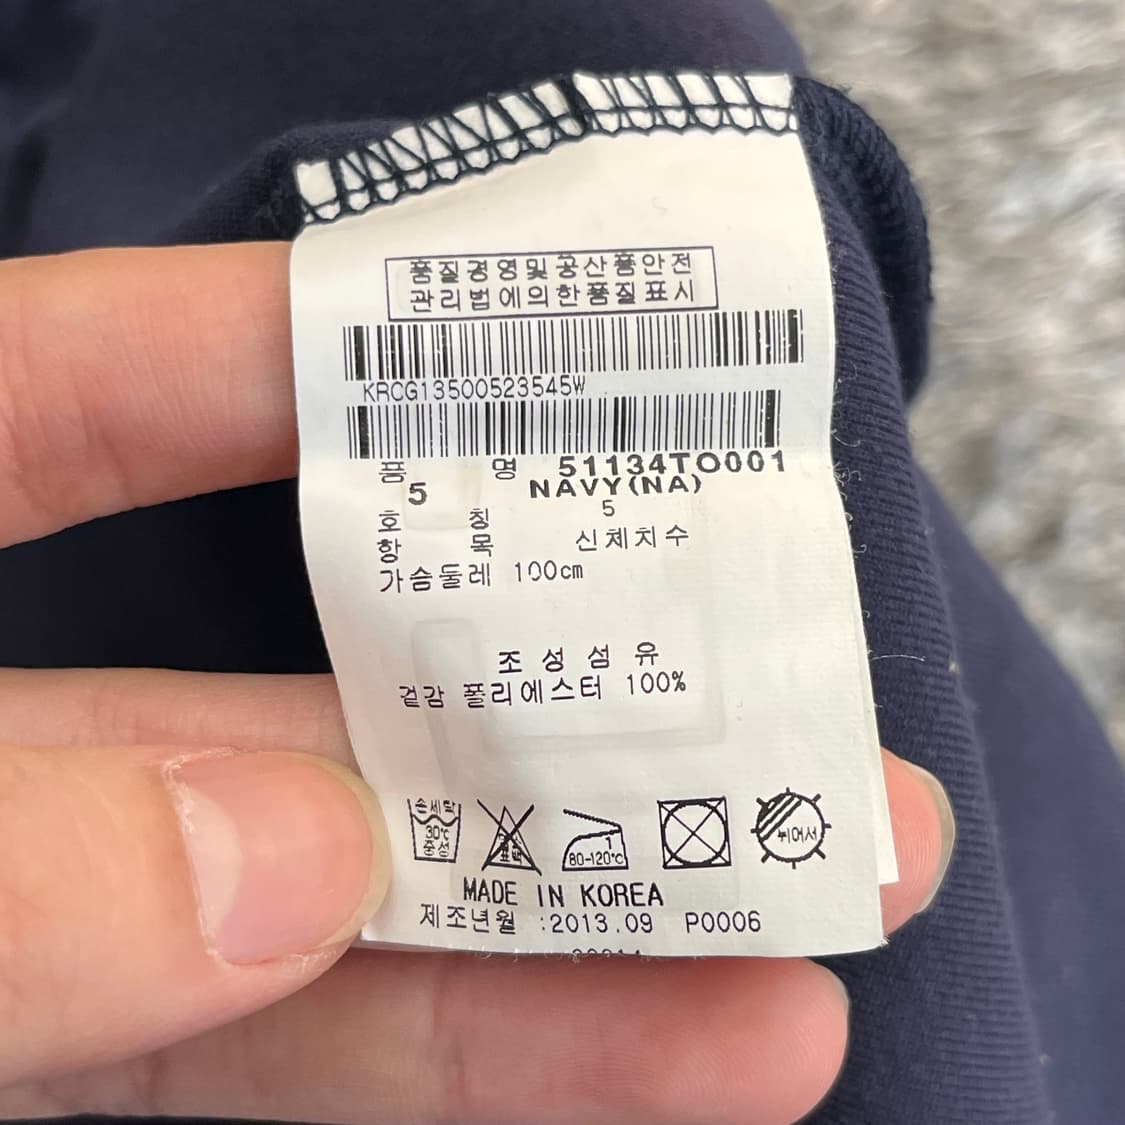 품질경영및공산품안전
관리법에의한품질표시
KRCG13500523545W
품 명 51134TO001
5 NAVY(NA)
호 칭 5
항 목 신체치수
가슴둘레 100cm
조성섬유
겉감 폴리에스터 100%
손세탁
30℃
중성
표백
1
80-120℃
뉘어서
MADE IN KOREA
제조년월 :2013.09 P0006